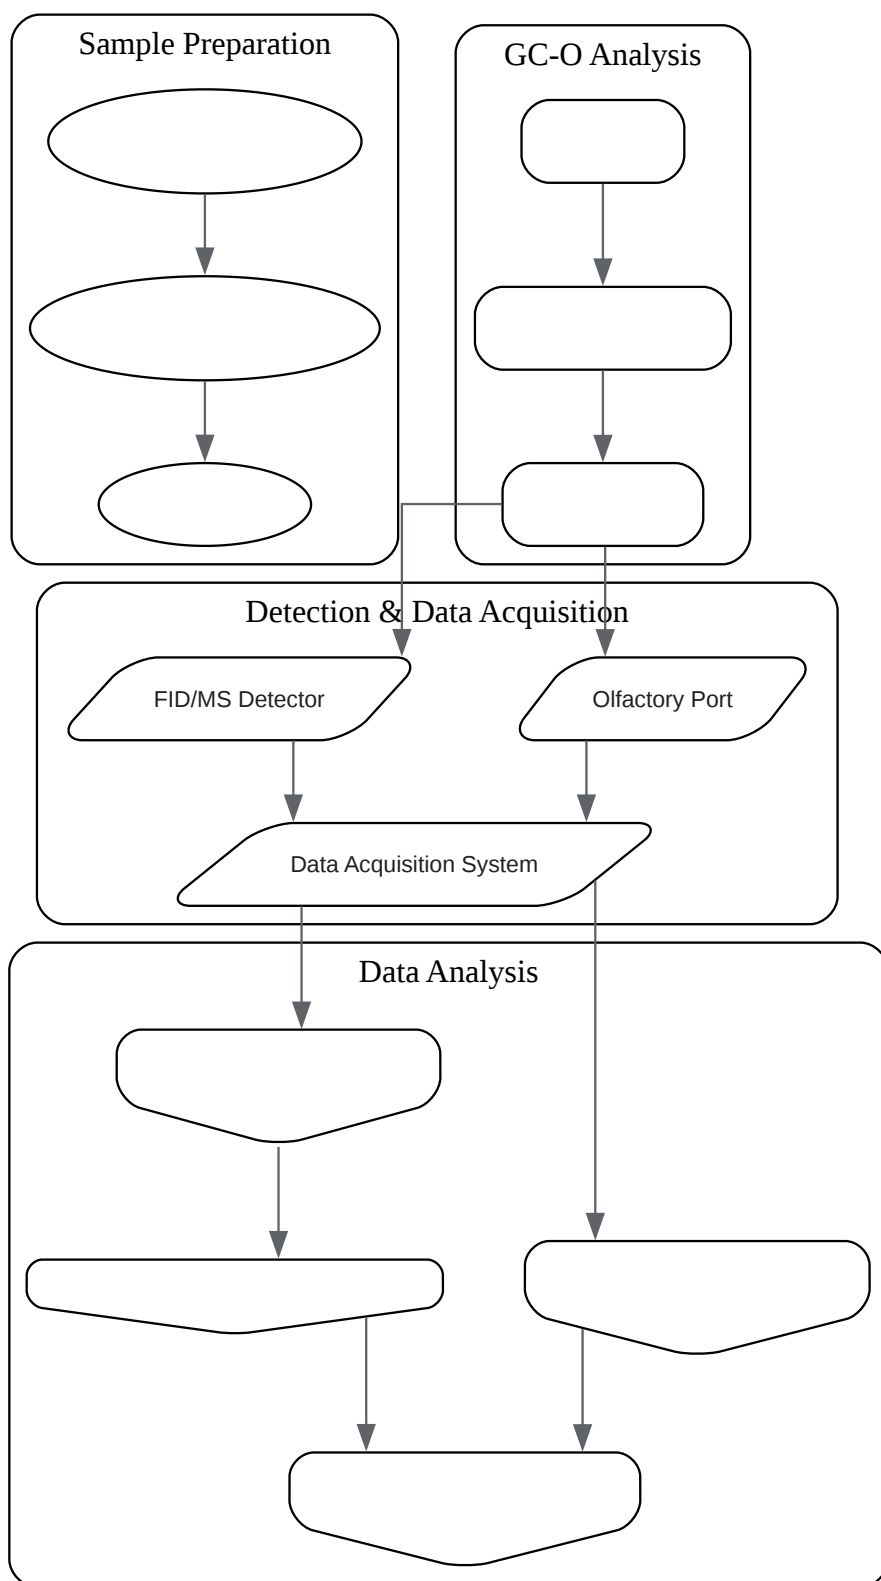 Sample Preparation
GC-O Analysis
Detection & Data Acquisition
FID/MS Detector
Olfactory Port
Data Acquisition System
Data Analysis